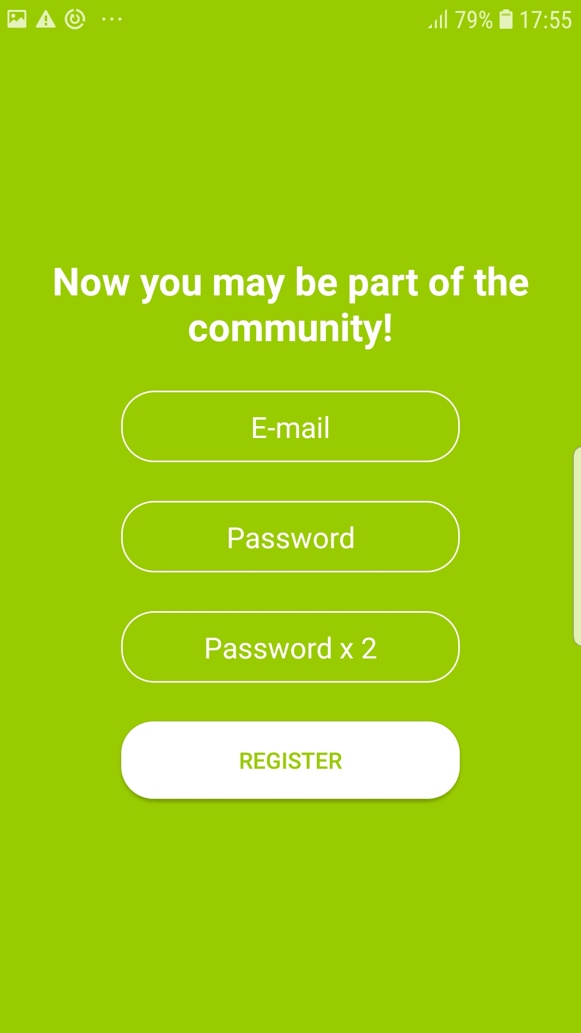 79% 17:55
Now you may be part of the
community!
E-mail
Password
Password x 2
REGISTER